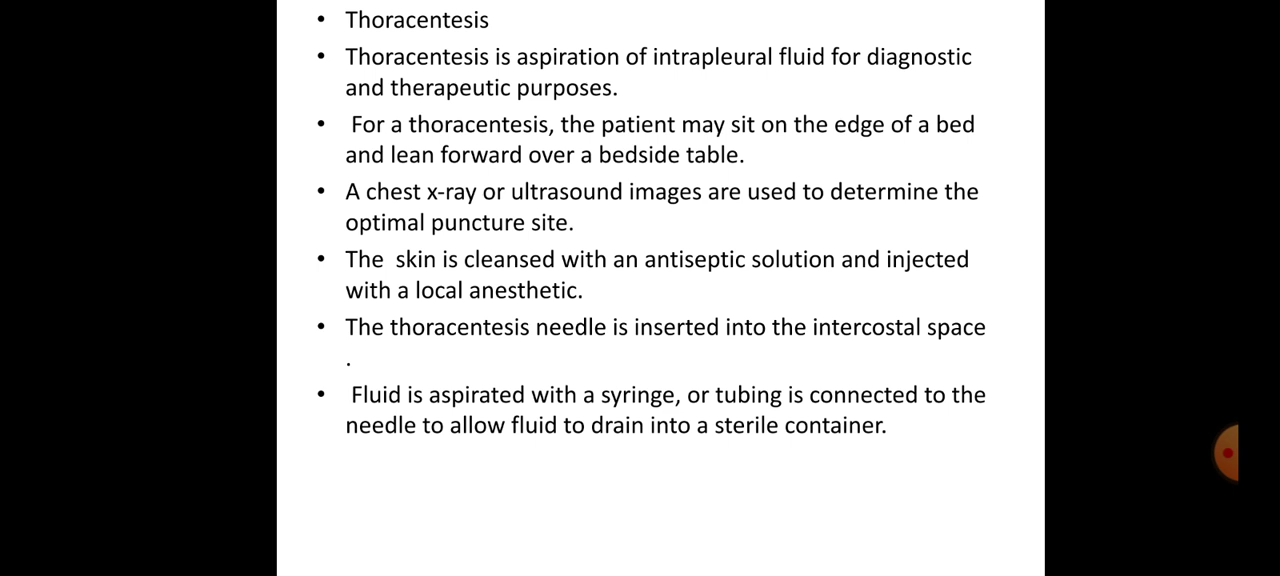 • Thoracentesis
• Thoracentesis is aspiration of intrapleural fluid for diagnostic
and therapeutic purposes.
• For a thoracentesis, the patient may sit on the edge of a bed
and lean forward over a bedside table.
• A chest x-ray or ultrasound images are used to determine the
optimal puncture site.
• The  skin is cleansed with an antiseptic solution and injected
with a local anesthetic.
• The thoracentesis needle is inserted into the intercostal space
.
• Fluid is aspirated with a syringe, or tubing is connected to the
needle to allow fluid to drain into a sterile container.